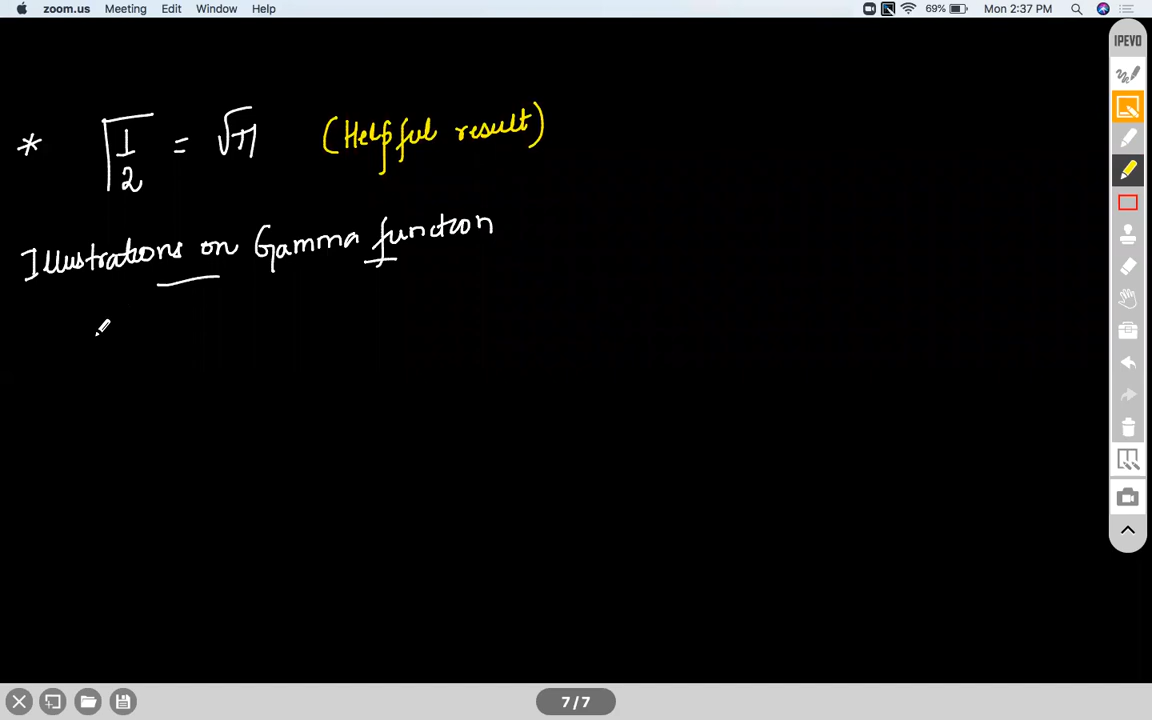 zoom.us Meeting Edit Window Help 69% Mon 2:37 PM
IPEVO
* Γ1/2 = √π (Helpful result)
Illustrations on Gamma function
7/7